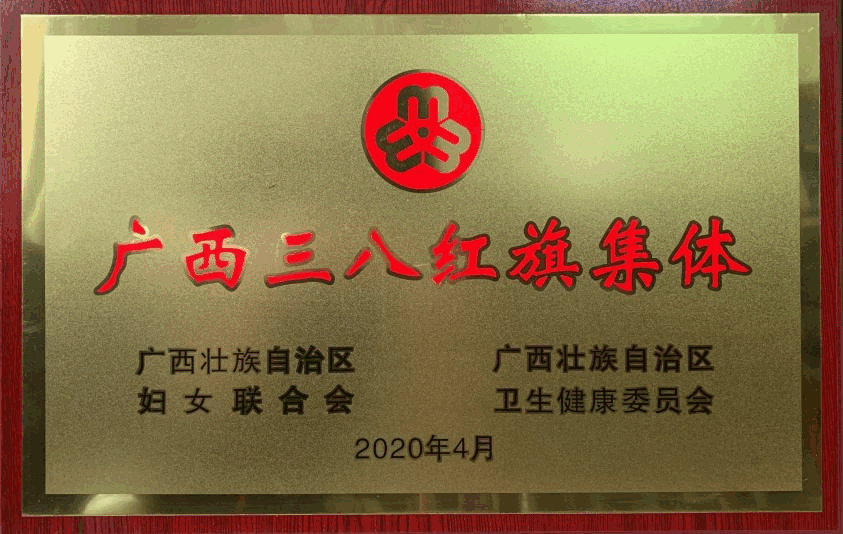 广西三八红旗集体
广西壮族自治区
妇女联合会
广西壮族自治区
卫生健康委员会
2020年4月